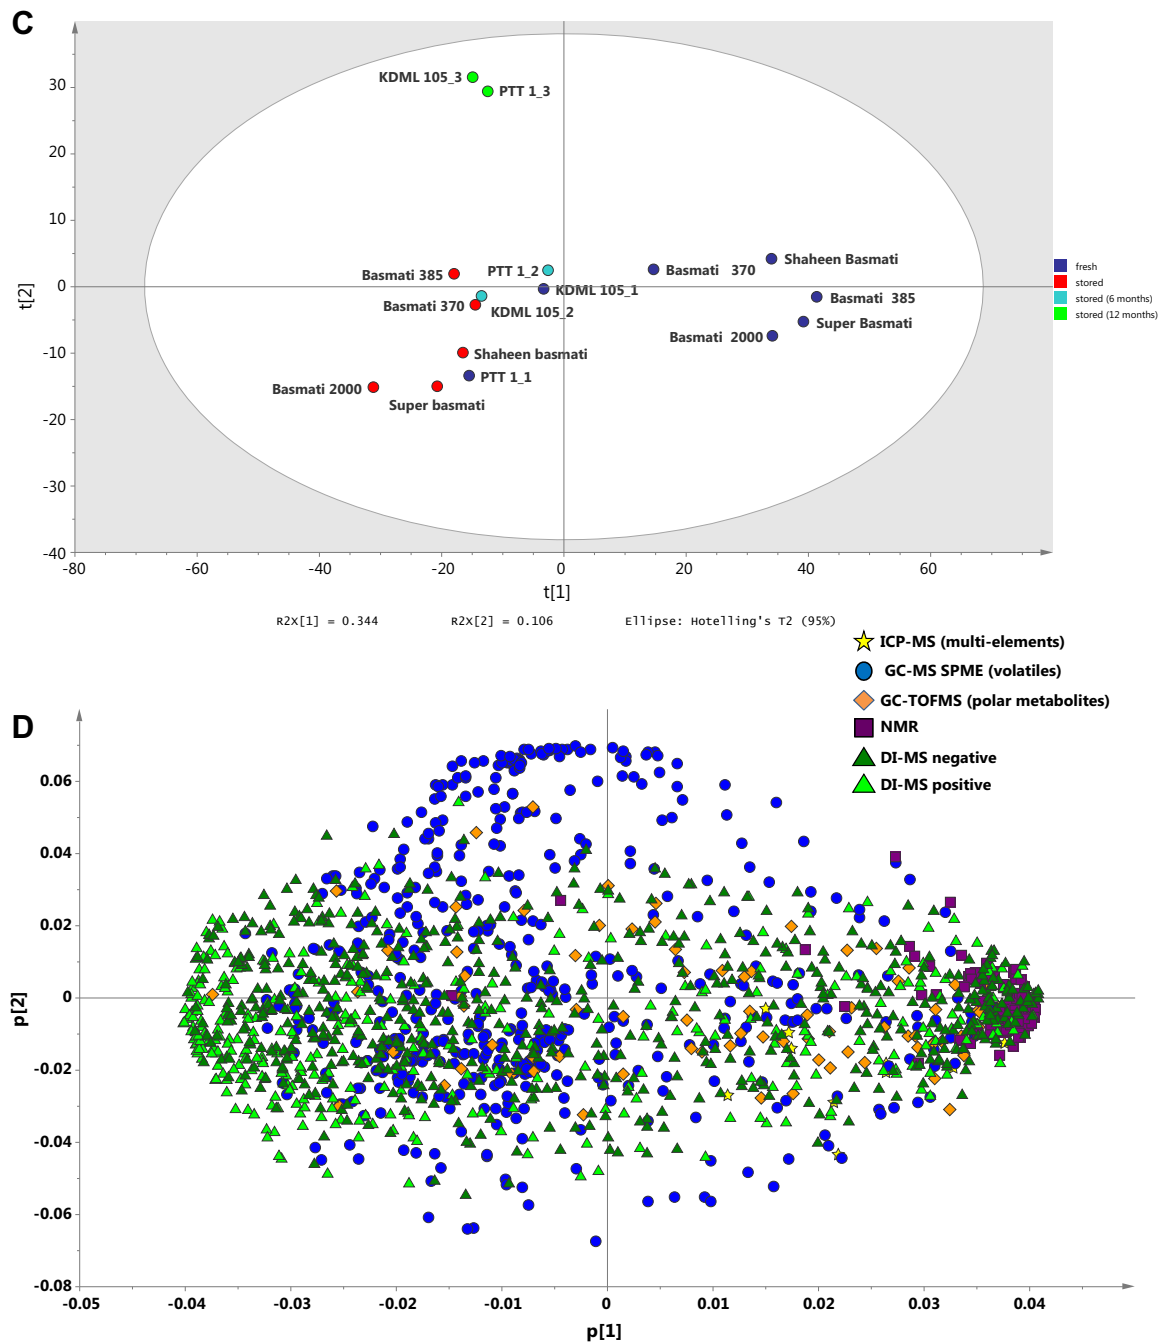 C
t[2]
30
20
10
0
-10
-20
-30
-40
-80
-60
-40
-20
0
20
40
60
t[1]
KDML 105_3
PTT 1_3
Basmati 385
PTT 1_2
Basmati 370
Shaheen Basmati
KDML 105_1
Basmati 370
KDML 105_2
Basmati 385
Super Basmati
Basmati 2000
Shaheen basmati
PTT 1_1
Basmati 2000
Super basmati
fresh
stored
stored (6 months)
stored (12 months)
R2X[1] = 0.344 R2X[2] = 0.106 Ellipse: Hotelling's T2 (95%)
ICP-MS (multi-elements)
GC-MS SPME (volatiles)
GC-TOFMS (polar metabolites)
NMR
DI-MS negative
DI-MS positive
D
p[2]
0.06
0.04
0.02
0
-0.02
-0.04
-0.06
-0.08
-0.05
-0.04
-0.03
-0.02
-0.01
0
0.01
0.02
0.03
0.04
p[1]